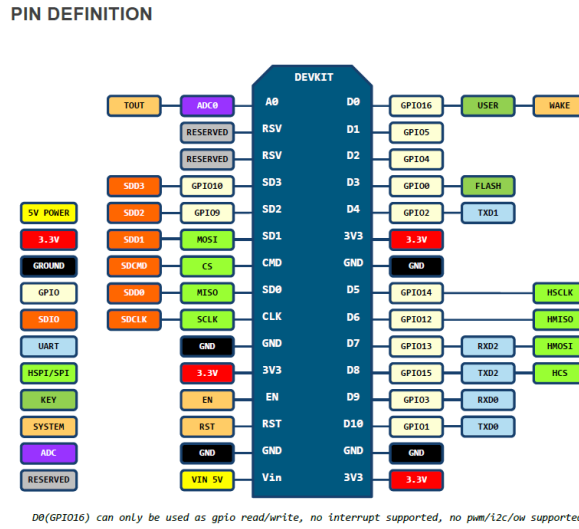 PIN DEFINITION
DEVKIT
TOUT ADC0 A0 D0 GPIO16 USER WAKE
RESERVED RSV D1 GPIO5
RESERVED RSV D2 GPIO4
SDD3 GPIO10 SD3 D3 GPIO0 FLASH
5V POWER SDD2 GPIO9 SD2 D4 GPIO2 TXD1
3.3V SDD1 MOSI SD1 3V3 3.3V
GROUND SDCMD CS CMD GND GND
GPIO SDD0 MISO SD0 D5 GPIO14 HSCLK
SDIO SDCLK SCLK CLK D6 GPIO12 HMISO
UART GND GND D7 GPIO13 RXD2 HMOSI
HSPI/SPI 3.3V 3V3 D8 GPIO15 TXD2 HCS
KEY EN EN D9 GPIO3 RXD0
SYSTEM RST RST D10 GPIO1 TXD0
ADC GND GND GND GND
RESERVED VIN 5V Vin 3V3 3.3V
D0(GPIO16) can only be used as gpio read/write, no interrupt supported, no pwm/i2c/ow supported